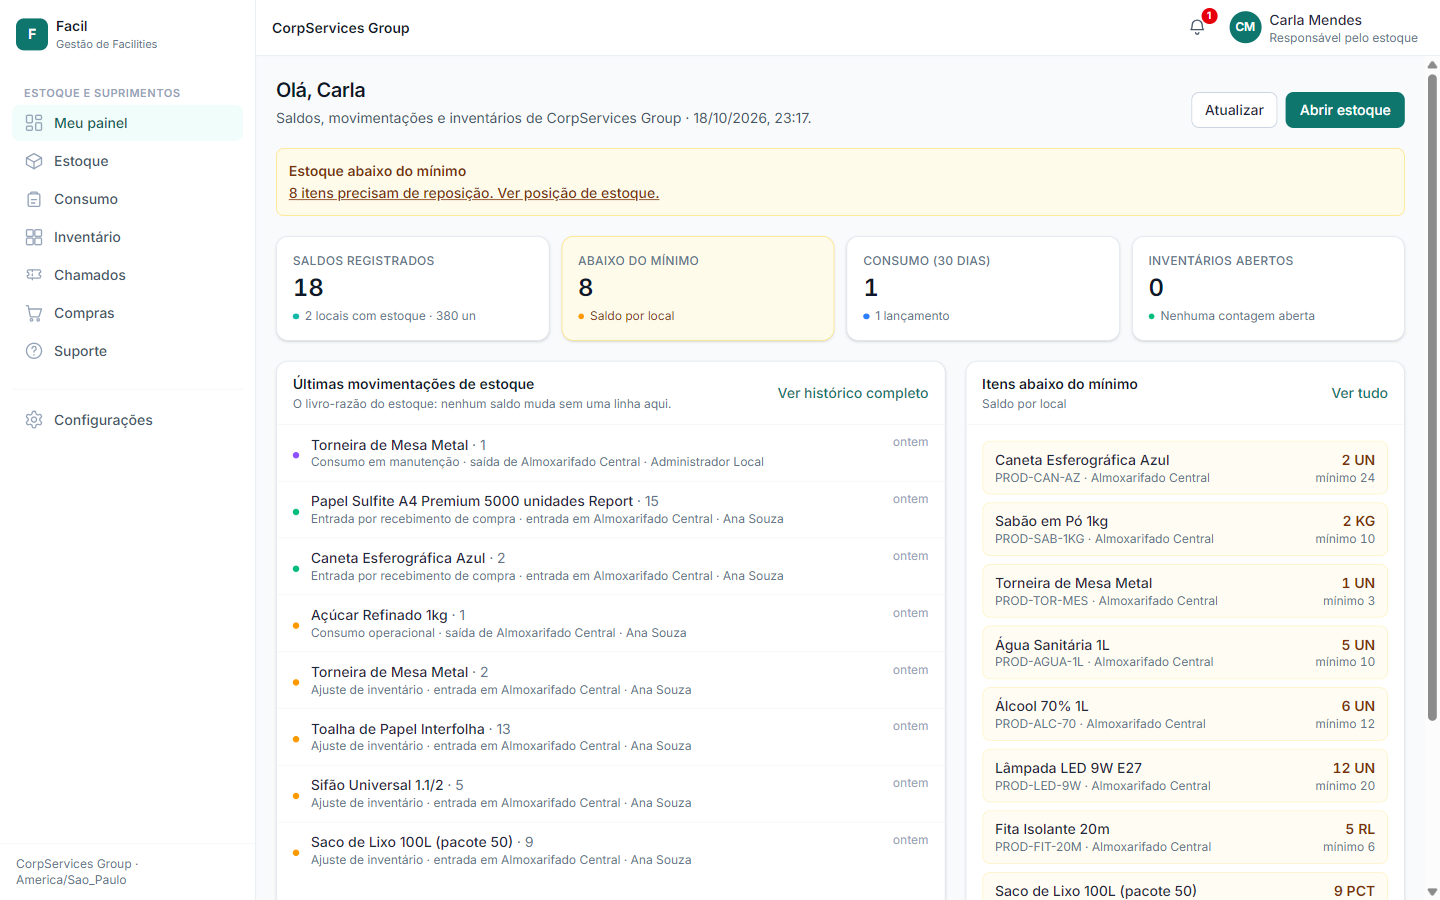 F
Facil
Gestão de Facilities
ESTOQUE E SUPRIMENTOS
Meu painel
Estoque
Consumo
Inventário
Chamados
Compras
Suporte
Configurações
CorpServices Group ·
America/Sao_Paulo
CorpServices Group
1
CM
Carla Mendes
Responsável pelo estoque
Olá, Carla
Saldos, movimentações e inventários de CorpServices Group · 18/10/2026, 23:17.
Atualizar
Abrir estoque
Estoque abaixo do mínimo
8 itens precisam de reposição. Ver posição de estoque.
SALDOS REGISTRADOS
18
2 locais com estoque · 380 un
ABAIXO DO MÍNIMO
8
Saldo por local
CONSUMO (30 DIAS)
1
1 lançamento
INVENTÁRIOS ABERTOS
0
Nenhuma contagem aberta
Últimas movimentações de estoque
O livro-razão do estoque: nenhum saldo muda sem uma linha aqui.
Ver histórico completo
Torneira de Mesa Metal · 1
ontem
Consumo em manutenção · saída de Almoxarifado Central · Administrador Local
Papel Sulfite A4 Premium 5000 unidades Report · 15
ontem
Entrada por recebimento de compra · entrada em Almoxarifado Central · Ana Souza
Caneta Esferográfica Azul · 2
ontem
Entrada por recebimento de compra · entrada em Almoxarifado Central · Ana Souza
Açúcar Refinado 1kg · 1
ontem
Consumo operacional · saída de Almoxarifado Central · Ana Souza
Torneira de Mesa Metal · 2
ontem
Ajuste de inventário · entrada em Almoxarifado Central · Ana Souza
Toalha de Papel Interfolha · 13
ontem
Ajuste de inventário · entrada em Almoxarifado Central · Ana Souza
Sifão Universal 1.1/2 · 5
ontem
Ajuste de inventário · entrada em Almoxarifado Central · Ana Souza
Saco de Lixo 100L (pacote 50) · 9
ontem
Ajuste de inventário · entrada em Almoxarifado Central · Ana Souza
Itens abaixo do mínimo
Saldo por local
Ver tudo
Caneta Esferográfica Azul
2 UN
PROD-CAN-AZ · Almoxarifado Central
mínimo 24
Sabão em Pó 1kg
2 KG
PROD-SAB-1KG · Almoxarifado Central
mínimo 10
Torneira de Mesa Metal
1 UN
PROD-TOR-MES · Almoxarifado Central
mínimo 3
Água Sanitária 1L
5 UN
PROD-AGUA-1L · Almoxarifado Central
mínimo 10
Álcool 70% 1L
6 UN
PROD-ALC-70 · Almoxarifado Central
mínimo 12
Lâmpada LED 9W E27
12 UN
PROD-LED-9W · Almoxarifado Central
mínimo 20
Fita Isolante 20m
5 RL
PROD-FIT-20M · Almoxarifado Central
mínimo 6
Saco de Lixo 100L (pacote 50)
9 PCT